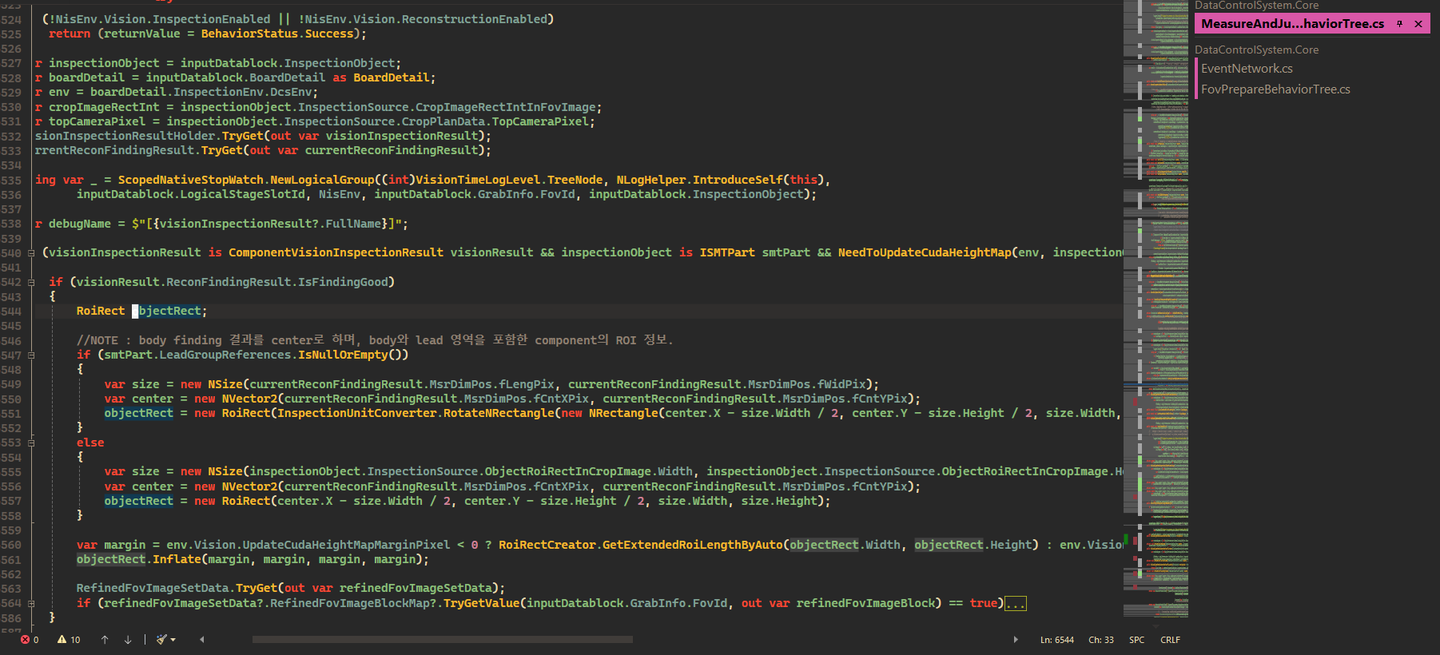 523
524 (!NisEnv.Vision.InspectionEnabled || !NisEnv.Vision.ReconstructionEnabled)
525 return (returnValue = BehaviorStatus.Success);
526
527 r inspectionObject = inputDatablock.InspectionObject;
528 r boardDetail = inputDatablock.BoardDetail as BoardDetail;
529 r env = boardDetail.InspectionEnv.DcsEnv;
530 r cropImageRectInt = inspectionObject.InspectionSource.CropImageRectIntInFovImage;
531 r topCameraPixel = inspectionObject.InspectionSource.CropPlanData.TopCameraPixel;
532 sionInspectionResultHolder.TryGet(out var visionInspectionResult);
533 rrentReconFindingResult.TryGet(out var currentReconFindingResult);
534
535 ing var _ = ScopedNativeStopWatch.NewLogicalGroup((int)VisionTimeLogLevel.TreeNode, NLogHelper.IntroduceSelf(this),
536 inputDatablock.LogicalStageSlotId, NisEnv, inputDatablock.GrabInfo.FovId, inputDatablock.InspectionObject);
537
538 r debugName = $"[{visionInspectionResult?.FullName}]";
539
540 (visionInspectionResult is ComponentVisionInspectionResult visionResult && inspectionObject is ISMTPart smtPart && NeedToUpdateCudaHeightMap(env, inspection
541
542 if (visionResult.ReconFindingResult.IsFindingGood)
543 {
544 RoiRect objectRect;
545
546 //NOTE : body finding 결과를 center로 하며, body와 lead 영역을 포함한 component의 ROI 정보.
547 if (smtPart.LeadGroupReferences.IsNullOrEmpty())
548 {
549 var size = new NSize(currentReconFindingResult.MsrDimPos.fLengPix, currentReconFindingResult.MsrDimPos.fWidPix);
550 var center = new NVector2(currentReconFindingResult.MsrDimPos.fCntXPix, currentReconFindingResult.MsrDimPos.fCntYPix);
551 objectRect = new RoiRect(InspectionUnitConverter.RotateNRectangle(new NRectangle(center.X - size.Width / 2, center.Y - size.Height / 2, size.Width,
552 }
553 else
554 {
555 var size = new NSize(inspectionObject.InspectionSource.ObjectRoiRectInCropImage.Width, inspectionObject.InspectionSource.ObjectRoiRectInCropImage.He
556 var center = new NVector2(currentReconFindingResult.MsrDimPos.fCntXPix, currentReconFindingResult.MsrDimPos.fCntYPix);
557 objectRect = new RoiRect(center.X - size.Width / 2, center.Y - size.Height / 2, size.Width, size.Height);
558 }
559
560 var margin = env.Vision.UpdateCudaHeightMapMarginPixel < 0 ? RoiRectCreator.GetExtendedRoiLengthByAuto(objectRect.Width, objectRect.Height) : env.Vision
561 objectRect.Inflate(margin, margin, margin, margin);
562
563 RefinedFovImageSetData.TryGet(out var refinedFovImageSetData);
564 if (refinedFovImageSetData?.RefinedFovImageBlockMap?.TryGetValue(inputDatablock.GrabInfo.FovId, out var refinedFovImageBlock) == true)...
586 }
587
0 10 Ln: 6544 Ch: 33 SPC CRLF
DataControlSystem.Core
MeasureAndJu...haviorTree.cs
DataControlSystem.Core
EventNetwork.cs
FovPrepareBehaviorTree.cs